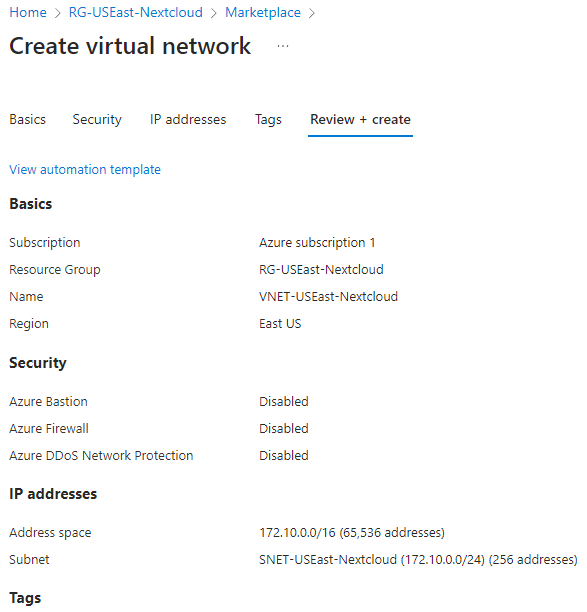 Home > RG-USEast-Nextcloud > Marketplace >
Create virtual network ...
Basics Security IP addresses Tags Review + create
View automation template
Basics
Subscription Azure subscription 1
Resource Group RG-USEast-Nextcloud
Name VNET-USEast-Nextcloud
Region East US
Security
Azure Bastion Disabled
Azure Firewall Disabled
Azure DDoS Network Protection Disabled
IP addresses
Address space 172.10.0.0/16 (65,536 addresses)
Subnet SNET-USEast-Nextcloud (172.10.0.0/24) (256 addresses)
Tags